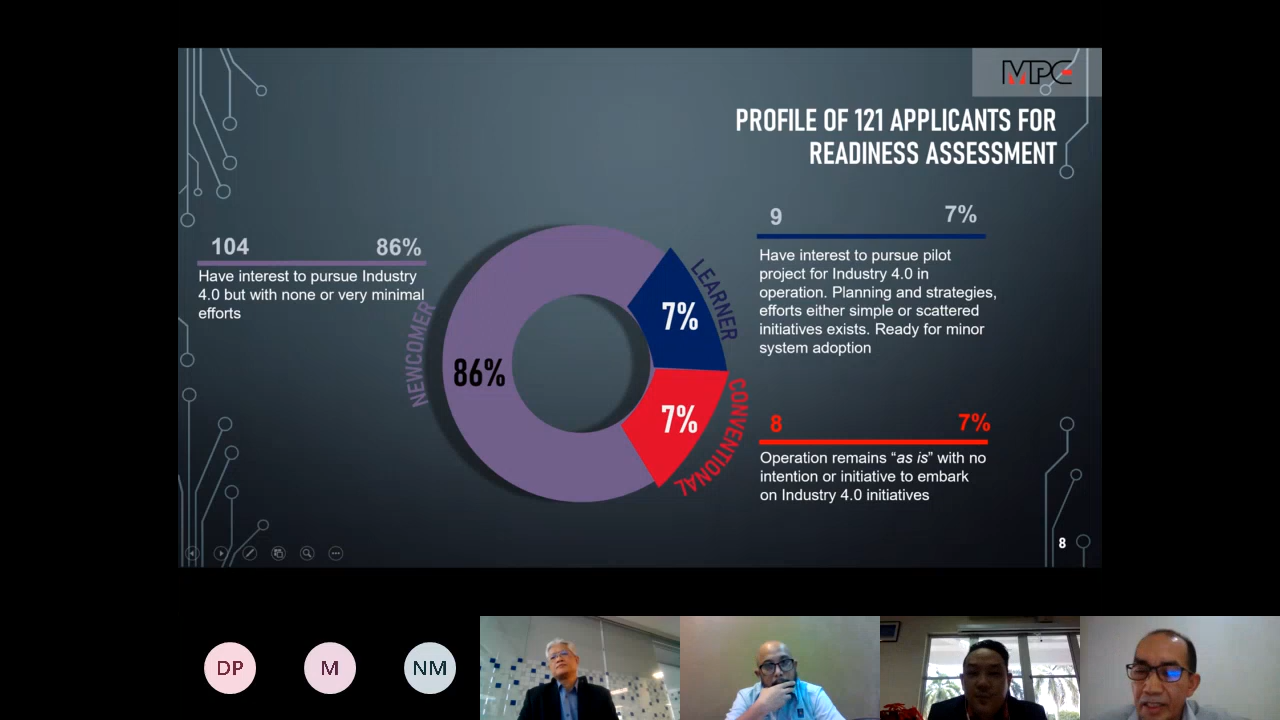 MPC
PROFILE OF 121 APPLICANTS FOR
READINESS ASSESSMENT
104 86%
Have interest to pursue Industry
4.0 but with none or very minimal
efforts
NEWCOMER
86%
7%
LEARNER
7%
CONVENTIONAL
9 7%
Have interest to pursue pilot
project for Industry 4.0 in
operation. Planning and strategies,
efforts either simple or scattered
initiatives exists. Ready for minor
system adoption
8 7%
Operation remains “as is” with no
intention or initiative to embark
on Industry 4.0 initiatives
8
DP
M
NM